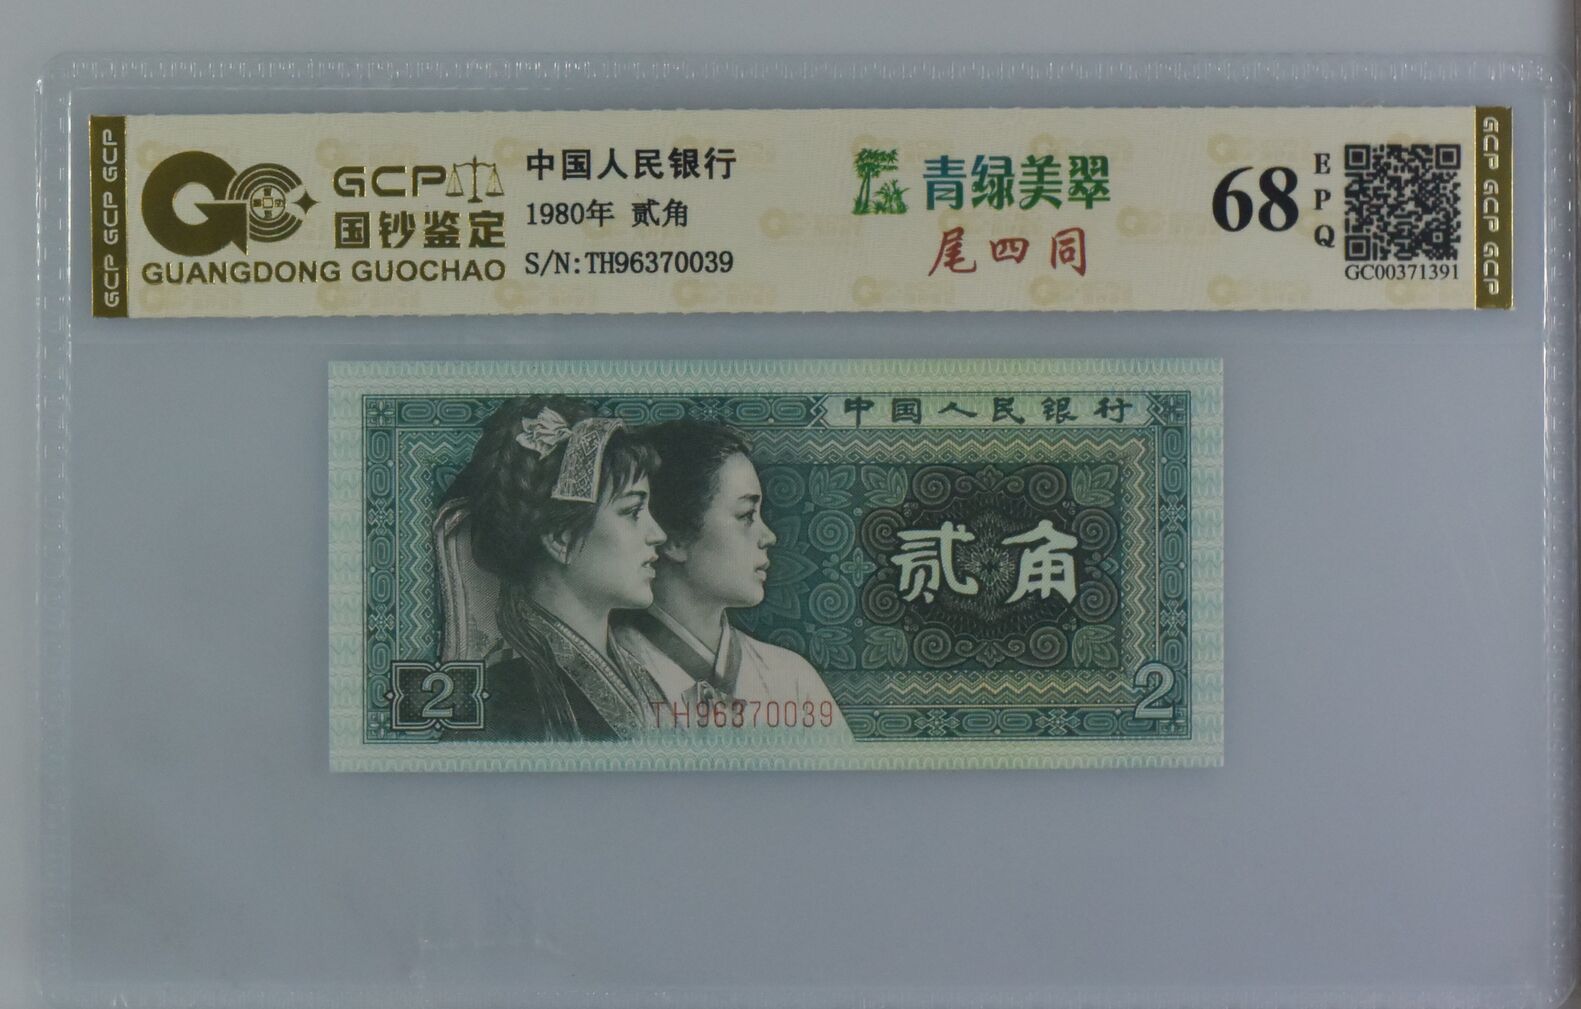 GCP GCP GCP
GCP
国钞鉴定
GUANGDONG GUOCHAO
中国人民银行
1980年 贰角
S/N:TH96370039
青绿美翠
尾四同
68
EPQ
GC00371391
GCP GCP GCP
中国人民银行
贰角
2
TH96370039
2